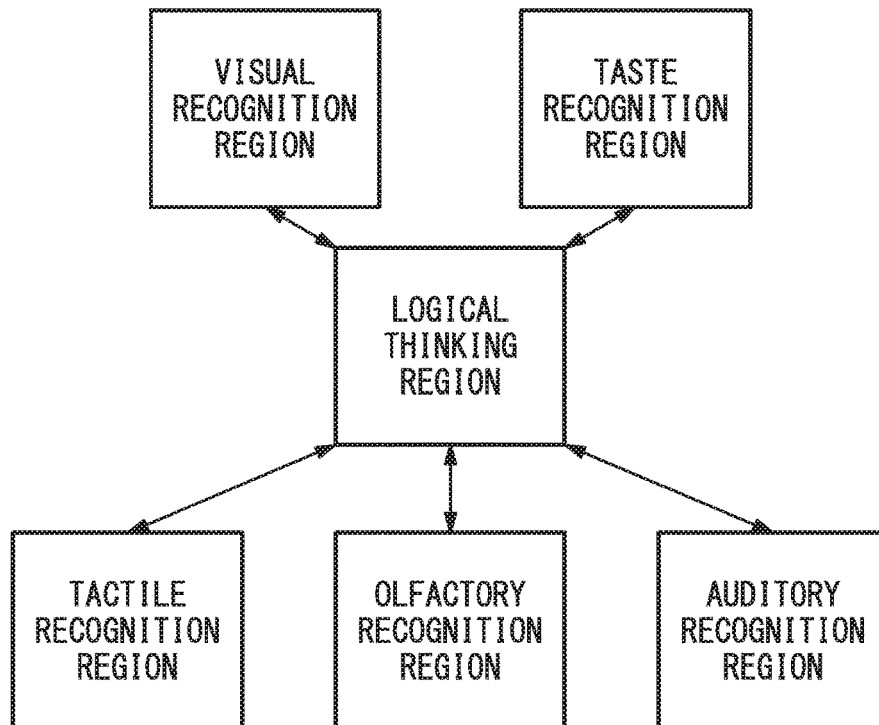 VISUAL
RECOGNITION
REGION
TASTE
RECOGNITION
REGION
LOGICAL
THINKING
REGION
TACTILE
RECOGNITION
REGION
OLFACTORY
RECOGNITION
REGION
AUDITORY
RECOGNITION
REGION